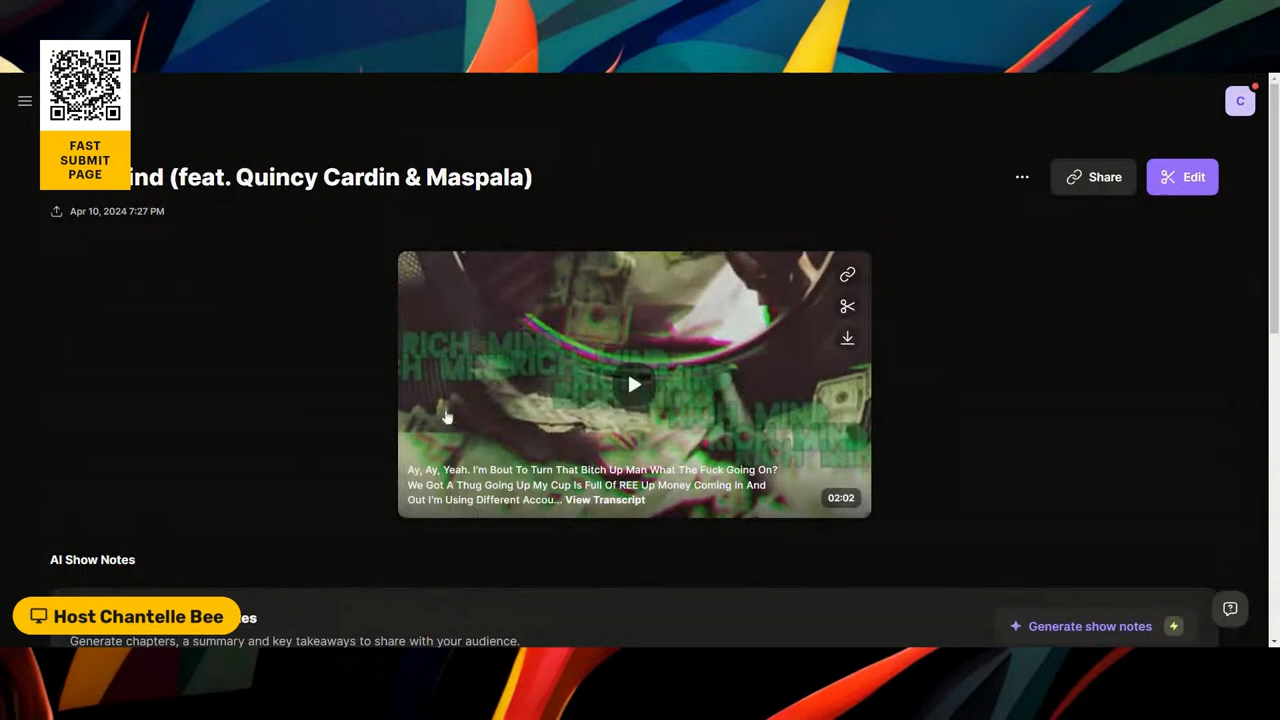 FAST
SUBMIT
PAGE
ind (feat. Quincy Cardin & Maspala)
Share
Edit
Apr 10, 2024 7:27 PM
C
RICH MIND
RICH MIND
Ay, Ay, Yeah. I'm Bout To Turn That Bitch Up Man What The Fuck Going On?
We Got A Thug Going Up My Cup Is Full Of REE Up Money Coming In And
Out I'm Using Different Accou... View Transcript
02:02
AI Show Notes
Host Chantelle Bee
es
Generate show notes
Generate chapters, a summary and key takeaways to share with your audience.